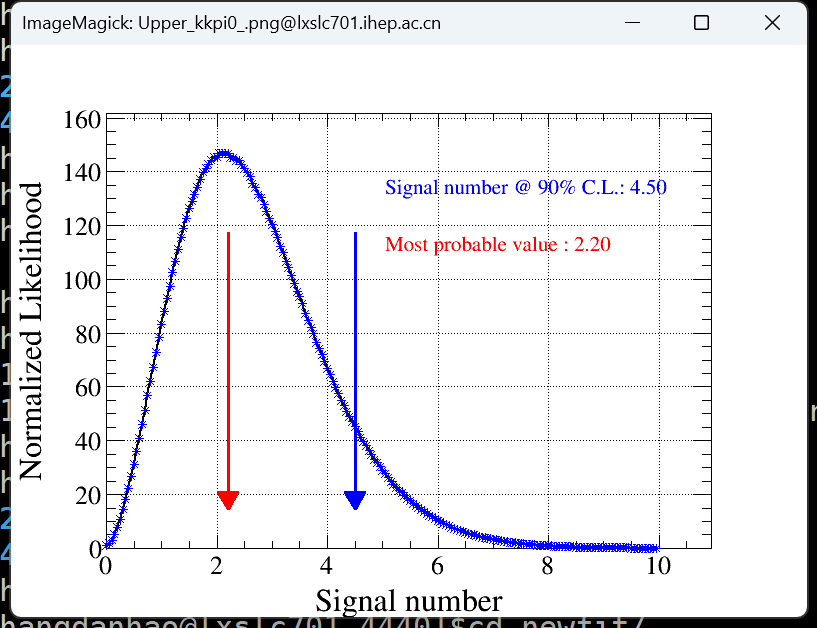 ImageMagick: Upper_kkpi0_.png@lxslc701.ihep.ac.cn
160
140
120
100
80
60
40
20
0
Normalized Likelihood
Signal number @ 90% C.L.: 4.50
Most probable value : 2.20
0 2 4 6 8 10
Signal number